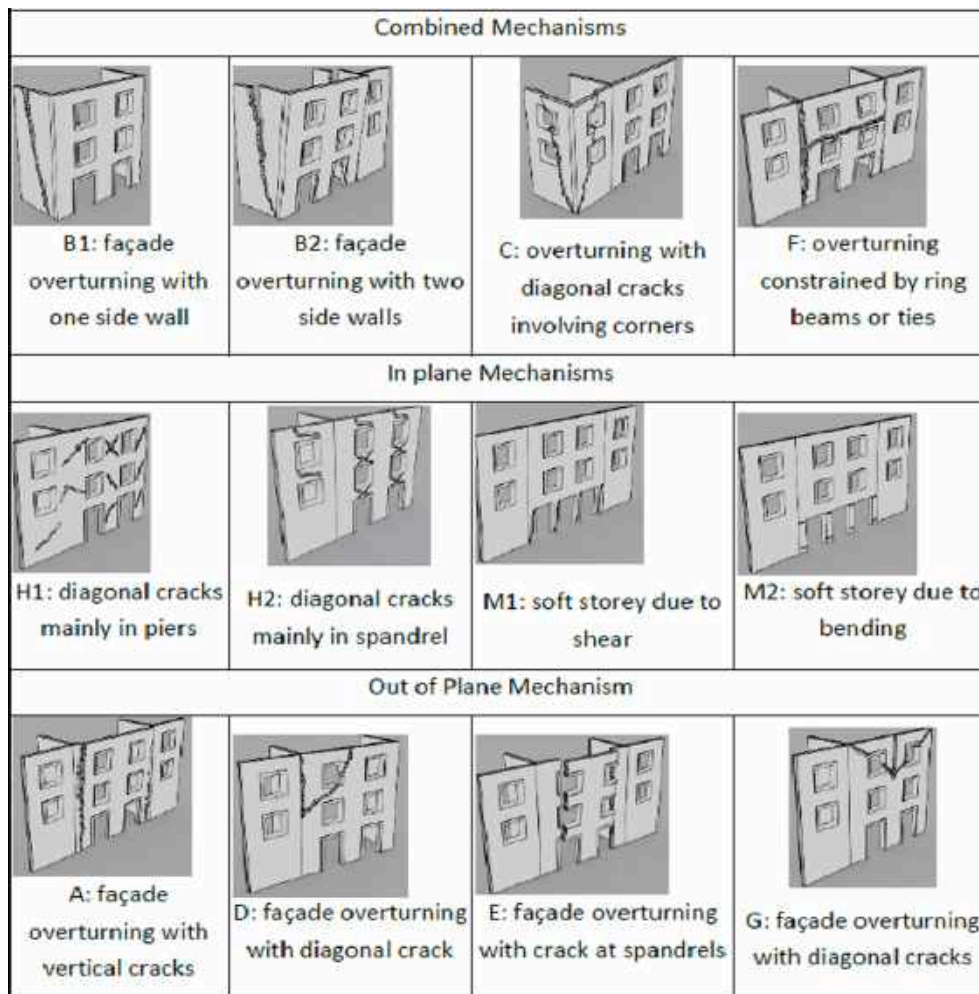 Combined Mechanisms
B1: façade
overturning with
one side wall
B2: façade
overturning with two
side walls
C: overturning with
diagonal cracks
involving corners
F: overturning
constrained by ring
beams or ties
In plane Mechanisms
H1: diagonal cracks
mainly in piers
H2: diagonal cracks
mainly in spandrel
M1: soft storey due to
shear
M2: soft storey due to
bending
Out of Plane Mechanism
A: façade
overturning with
vertical cracks
D: façade overturning
with diagonal crack
E: façade overturning
with crack at spandrels
G: façade overturning
with diagonal cracks